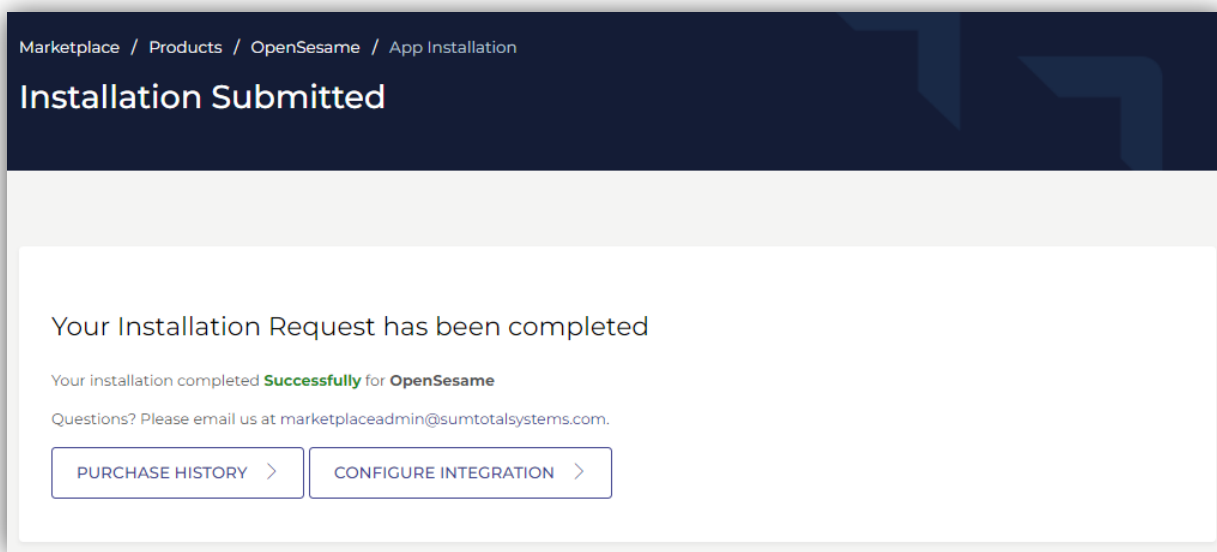 Marketplace / Products / OpenSesame / App Installation
Installation Submitted
Your Installation Request has been completed
Your installation completed Successfully for OpenSesame
Questions? Please email us at marketplaceadmin@sumtotalsystems.com.
PURCHASE HISTORY CONFIGURE INTEGRATION